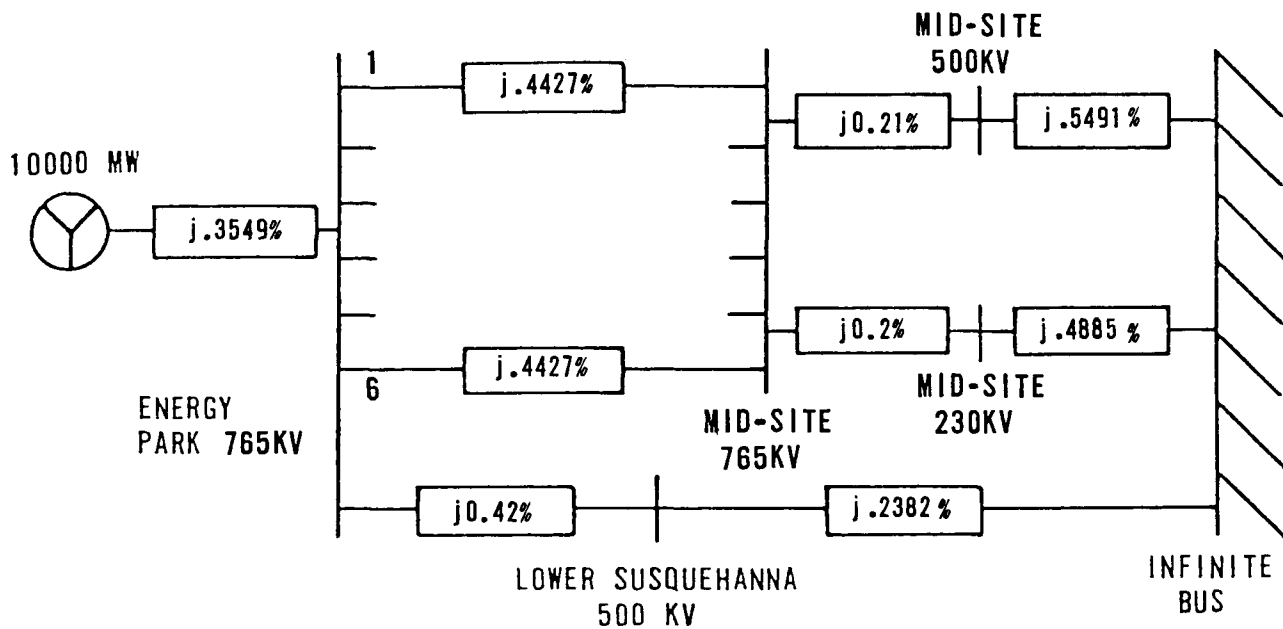 MID-SITE
500KV
1
j.4427%
j0.21%
j.5491%
10000 MW
j.3549%
j0.2%
j.4885 %
j.4427%
6
MID-SITE
230KV
ENERGY
PARK 765KV
MID-SITE
765KV
j0.42%
j.2382 %
LOWER SUSQUEHANNA
500 KV
INFINITE
BUS